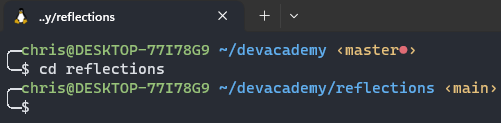 ..y/reflections
chris@DESKTOP-77I78G9 ~/devacademy ‹master●›
$ cd reflections
chris@DESKTOP-77I78G9 ~/devacademy/reflections ‹main›
$